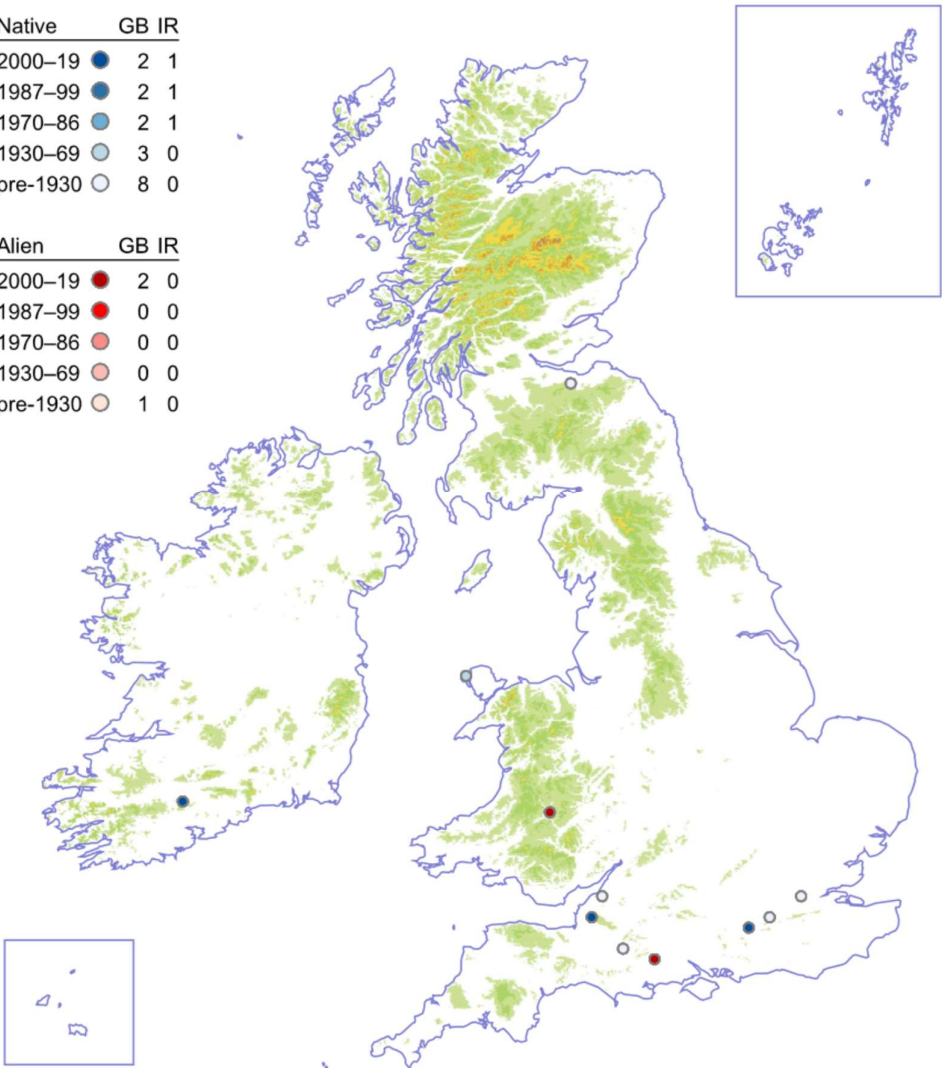 Native GB IR
2000–19 2 1
1987–99 2 1
1970–86 2 1
1930–69 3 0
pre-1930 8 0
Alien GB IR
2000–19 2 0
1987–99 0 0
1970–86 0 0
1930–69 0 0
pre-1930 1 0